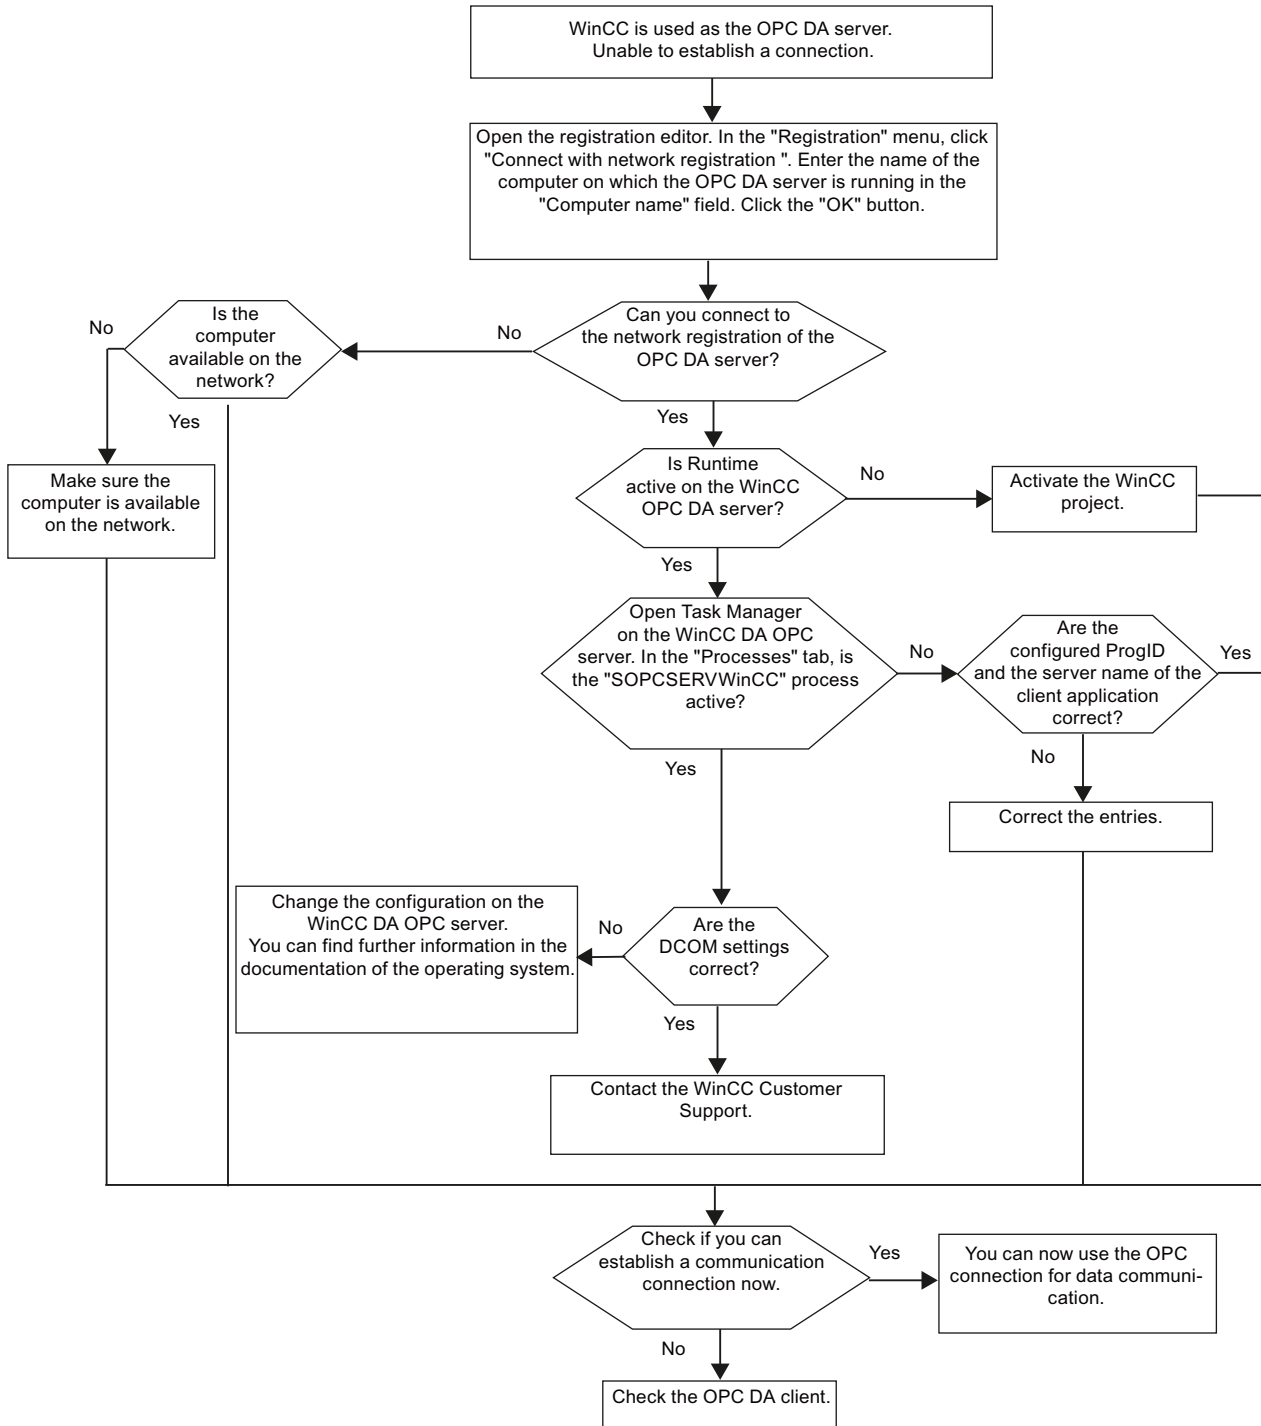 WinCC is used as the OPC DA server.
Unable to establish a connection.
Open the registration editor. In the "Registration" menu, click
"Connect with network registration ". Enter the name of the
computer on which the OPC DA server is running in the
"Computer name" field. Click the "OK" button.
Is the
computer
available on the
network?
No
No
Can you connect to
the network registration of the
OPC DA server?
Yes
Yes
Make sure the
computer is available
on the network.
Is Runtime
active on the WinCC
OPC DA server?
No
Activate the WinCC
project.
Yes
Open Task Manager
on the WinCC DA OPC
server. In the "Processes" tab, is
the "SOPCSERVWinCC" process
active?
No
Are the
configured ProgID
and the server name of the
client application
correct?
Yes
Yes
No
Correct the entries.
Change the configuration on the
WinCC DA OPC server.
You can find further information in the
documentation of the operating system.
No
Are the
DCOM settings
correct?
Yes
Contact the WinCC Customer
Support.
Check if you can
establish a communication
connection now.
Yes
You can now use the OPC
connection for data communi-
cation.
No
Check the OPC DA client.